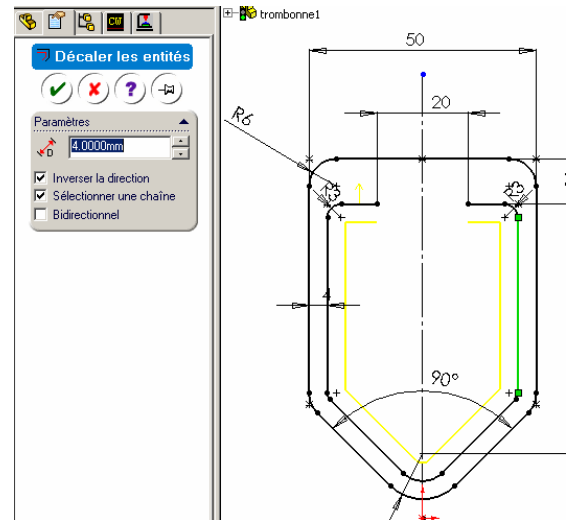 trombonne1
Décaler les entités
Paramètres
D
4.0000mm
Inverser la direction
Sélectionner une chaîne
Bidirectionnel
50
20
R6
4
90°